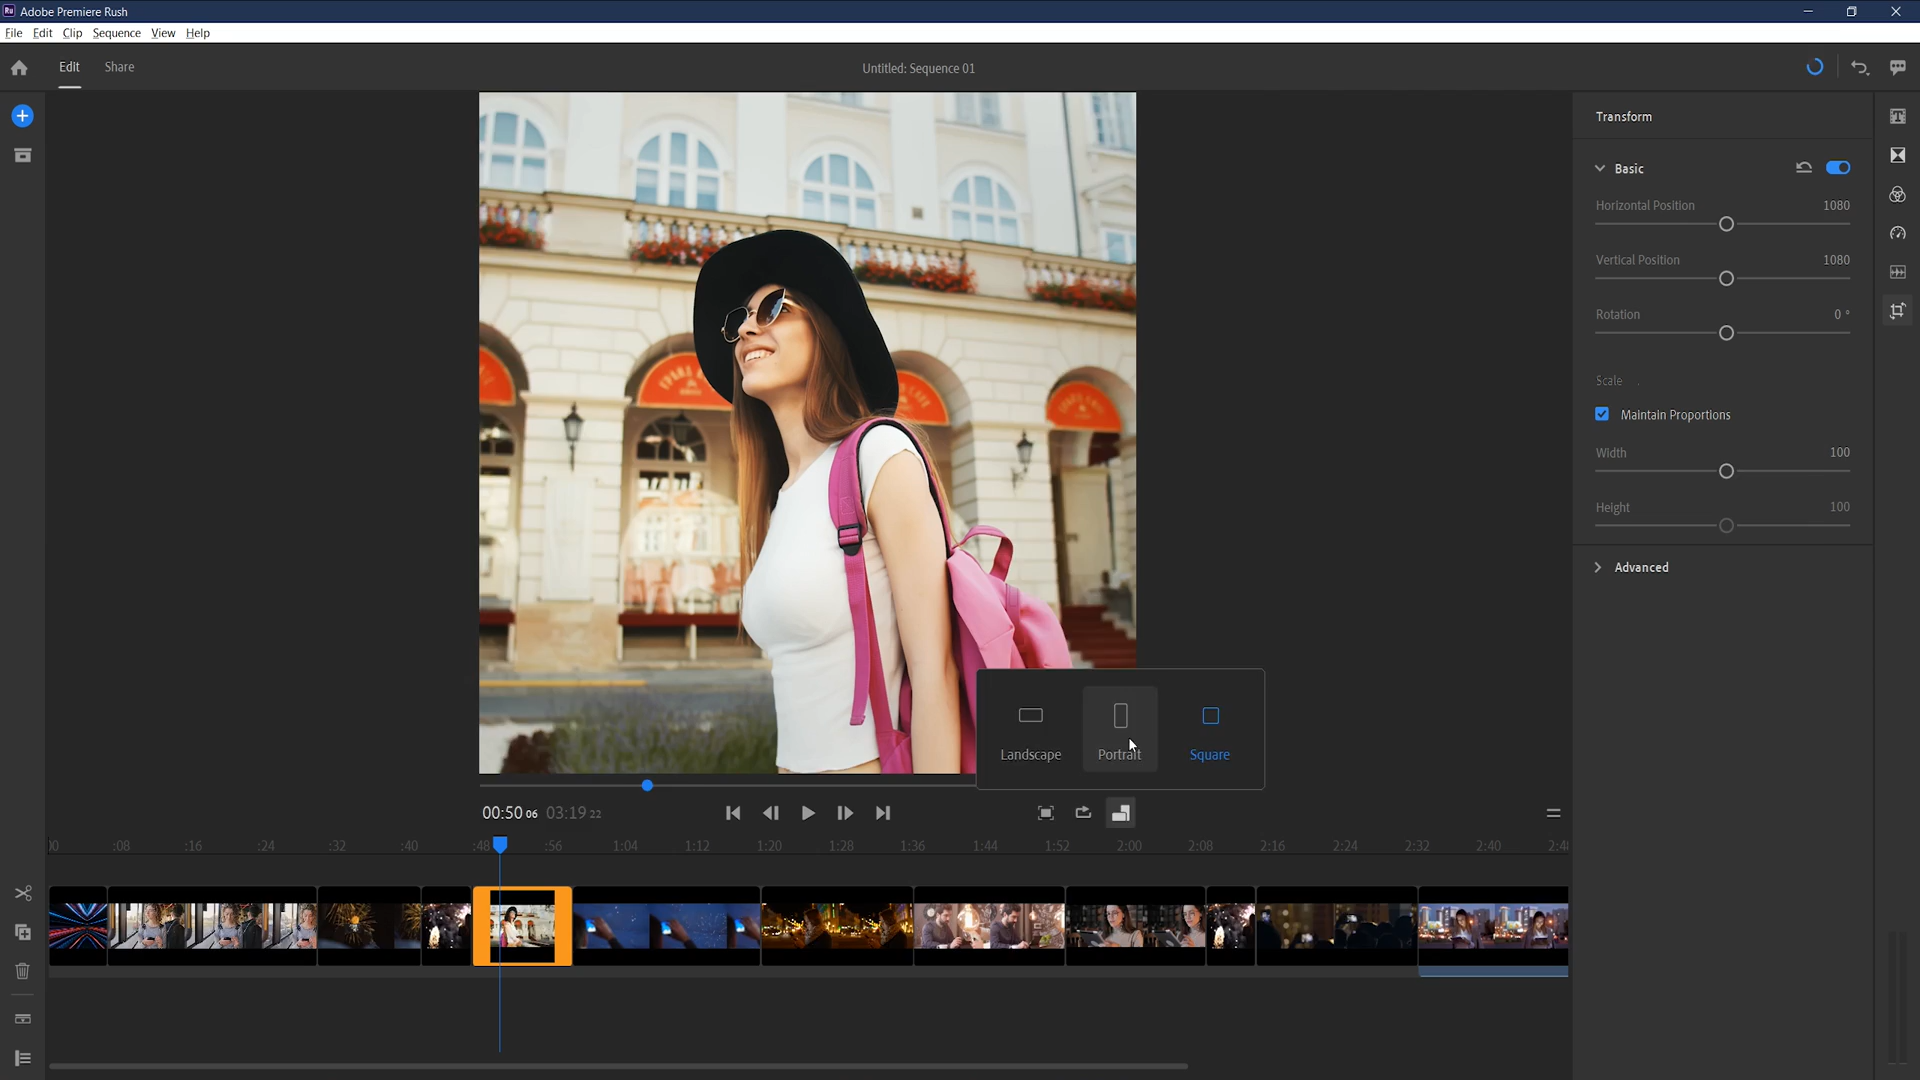 Ru Adobe Premiere Rush
File Edit Clip Sequence View Help
Edit Share
Untitled: Sequence 01
Transform
Basic
Horizontal Position 1080
Vertical Position 1080
Rotation 0 °
Scale
Maintain Proportions
Width 100
Height 100
Advanced
Landscape Portrait Square
00:50 06 03:19 22
:08 :16 :24 :32 :40 :48 :56 1:04 1:12 1:20 1:28 1:36 1:44 1:52 2:00 2:08 2:16 2:24 2:32 2:40